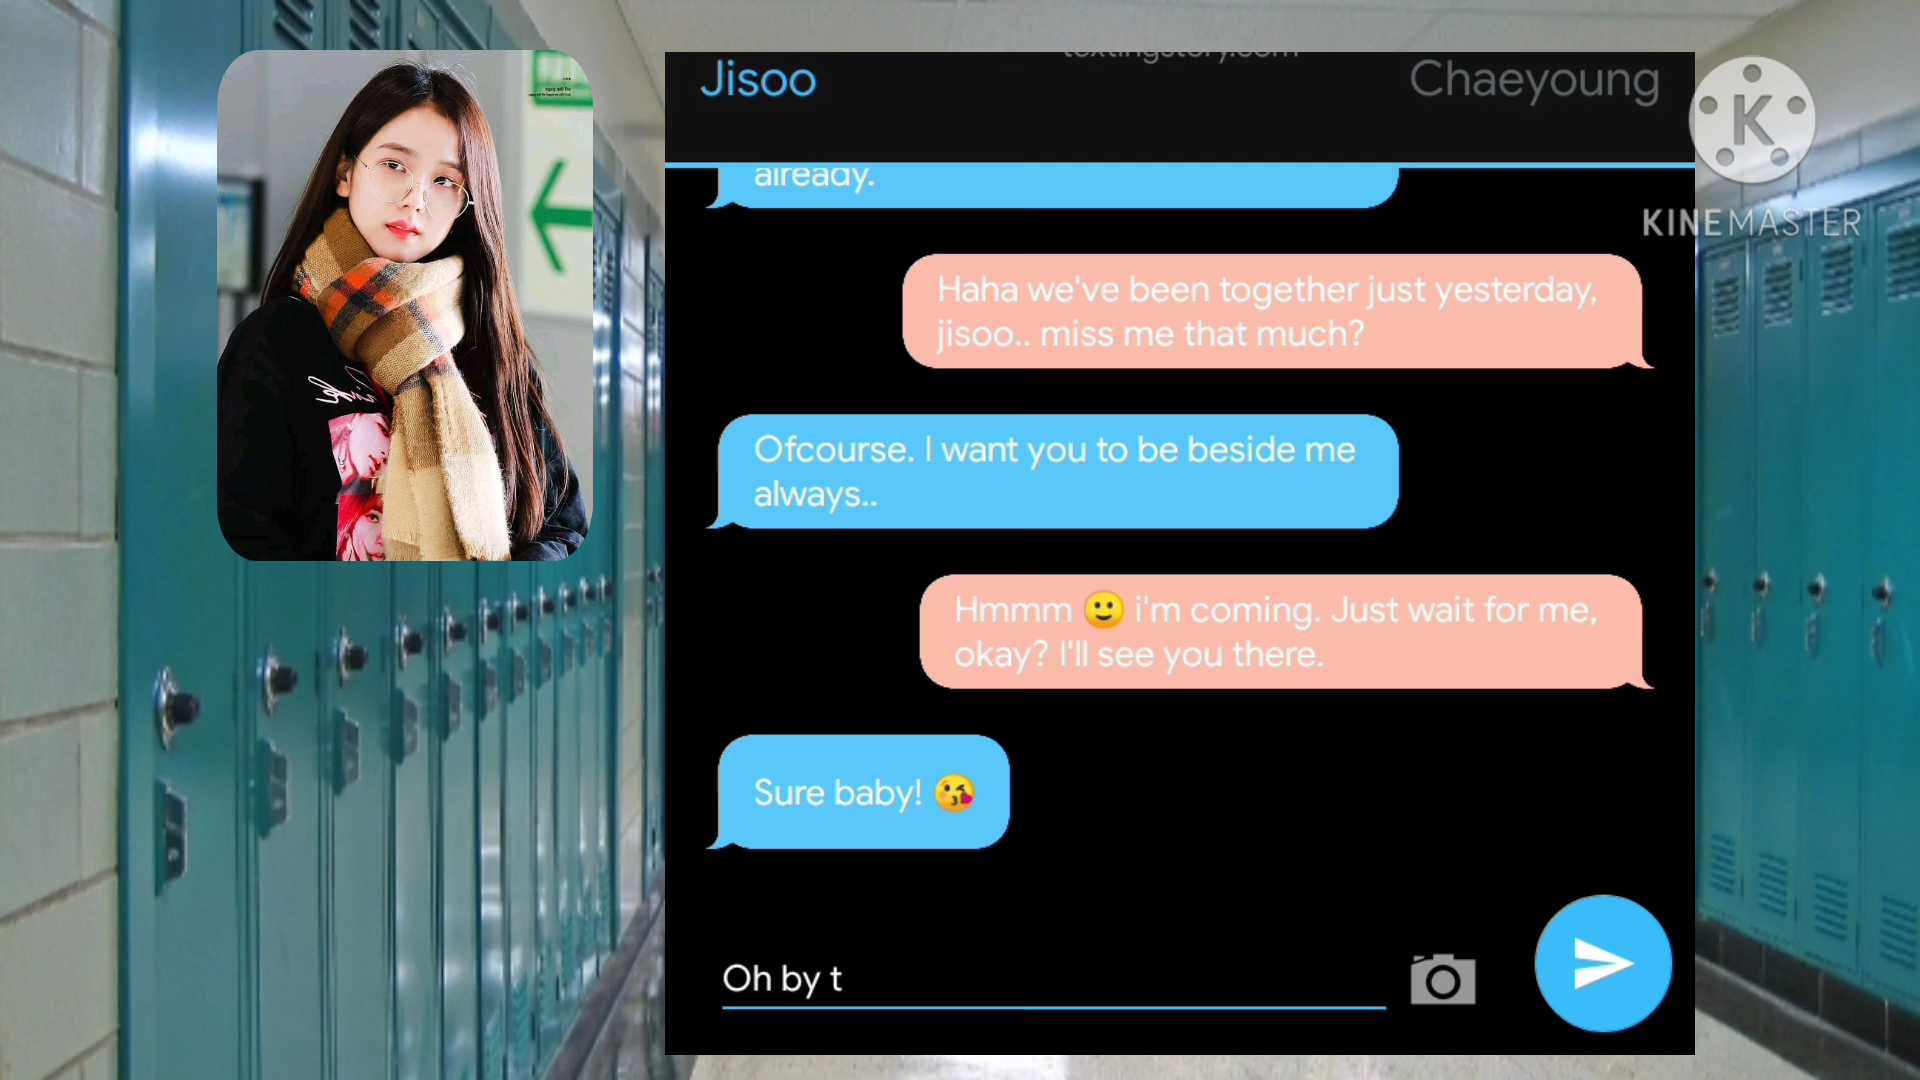 textingstory.com
Jisoo
Chaeyoung
KINEMASTER
already.
Haha we've been together just yesterday,
jisoo.. miss me that much?
Ofcourse. I want you to be beside me
always..
Hmmm 🙂 i'm coming. Just wait for me,
okay? I'll see you there.
Sure baby! 😘
Oh by t